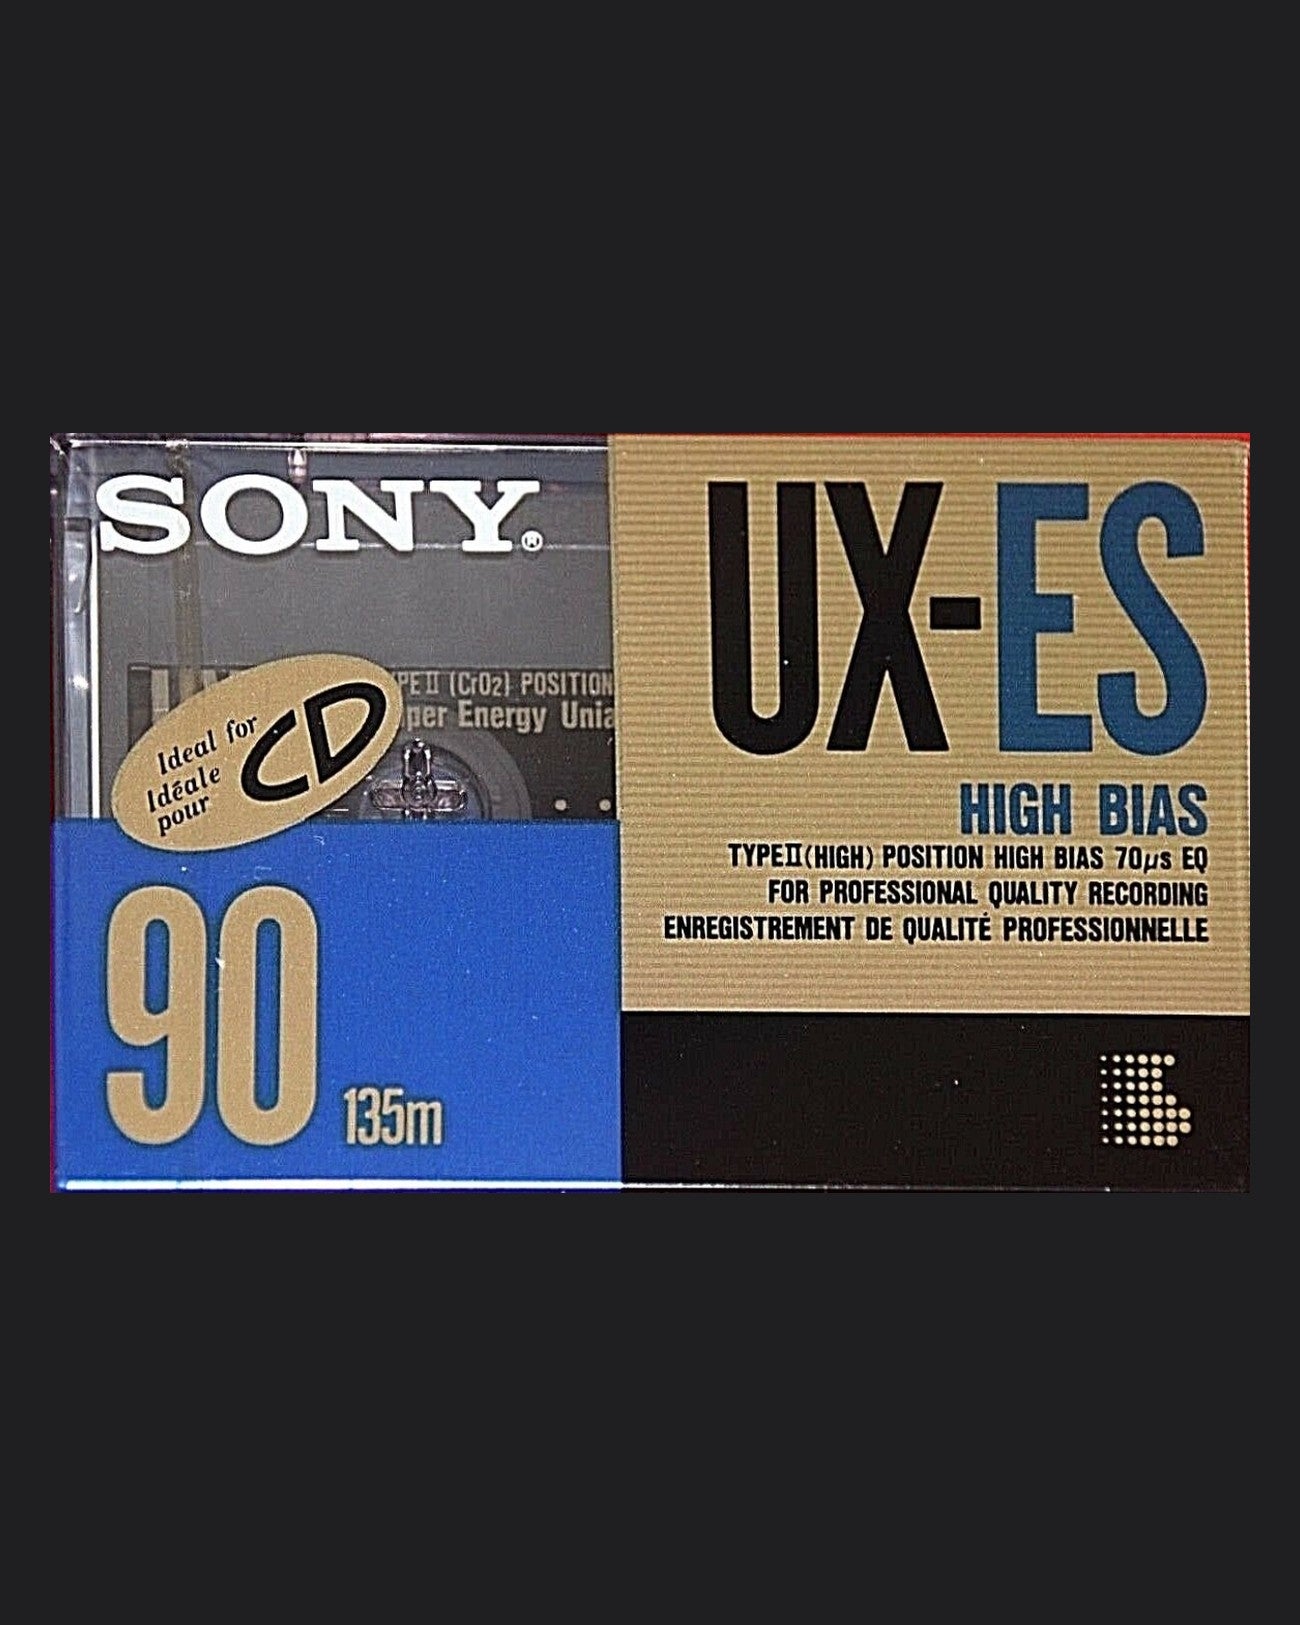 SONY®
UX-ES
TYPE II (CrO2) POSITION
Energy
Ideal for
Idéale
pour
CD
HIGH BIAS
TYPEII(HIGH) POSITION HIGH BIAS 70µs EQ
FOR PROFESSIONAL QUALITY RECORDING
ENREGISTREMENT DE QUALITÉ PROFESSIONNELLE
90
135m